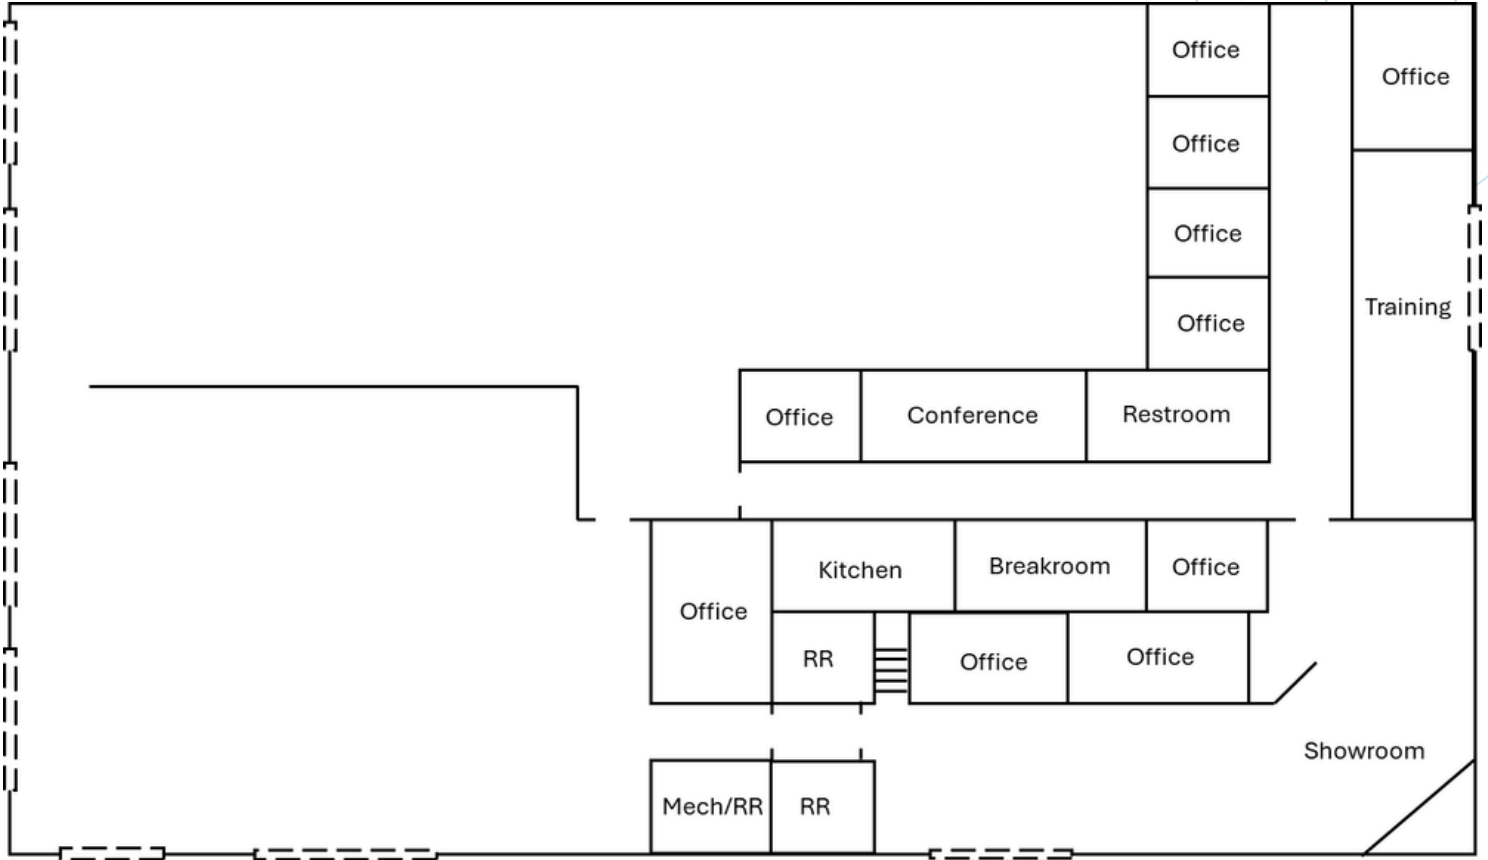 Office
Office
Office
Office
Office
Training
Office
Conference
Restroom
Kitchen
Breakroom
Office
Office
RR
Office
Office
Showroom
Mech/RR
RR